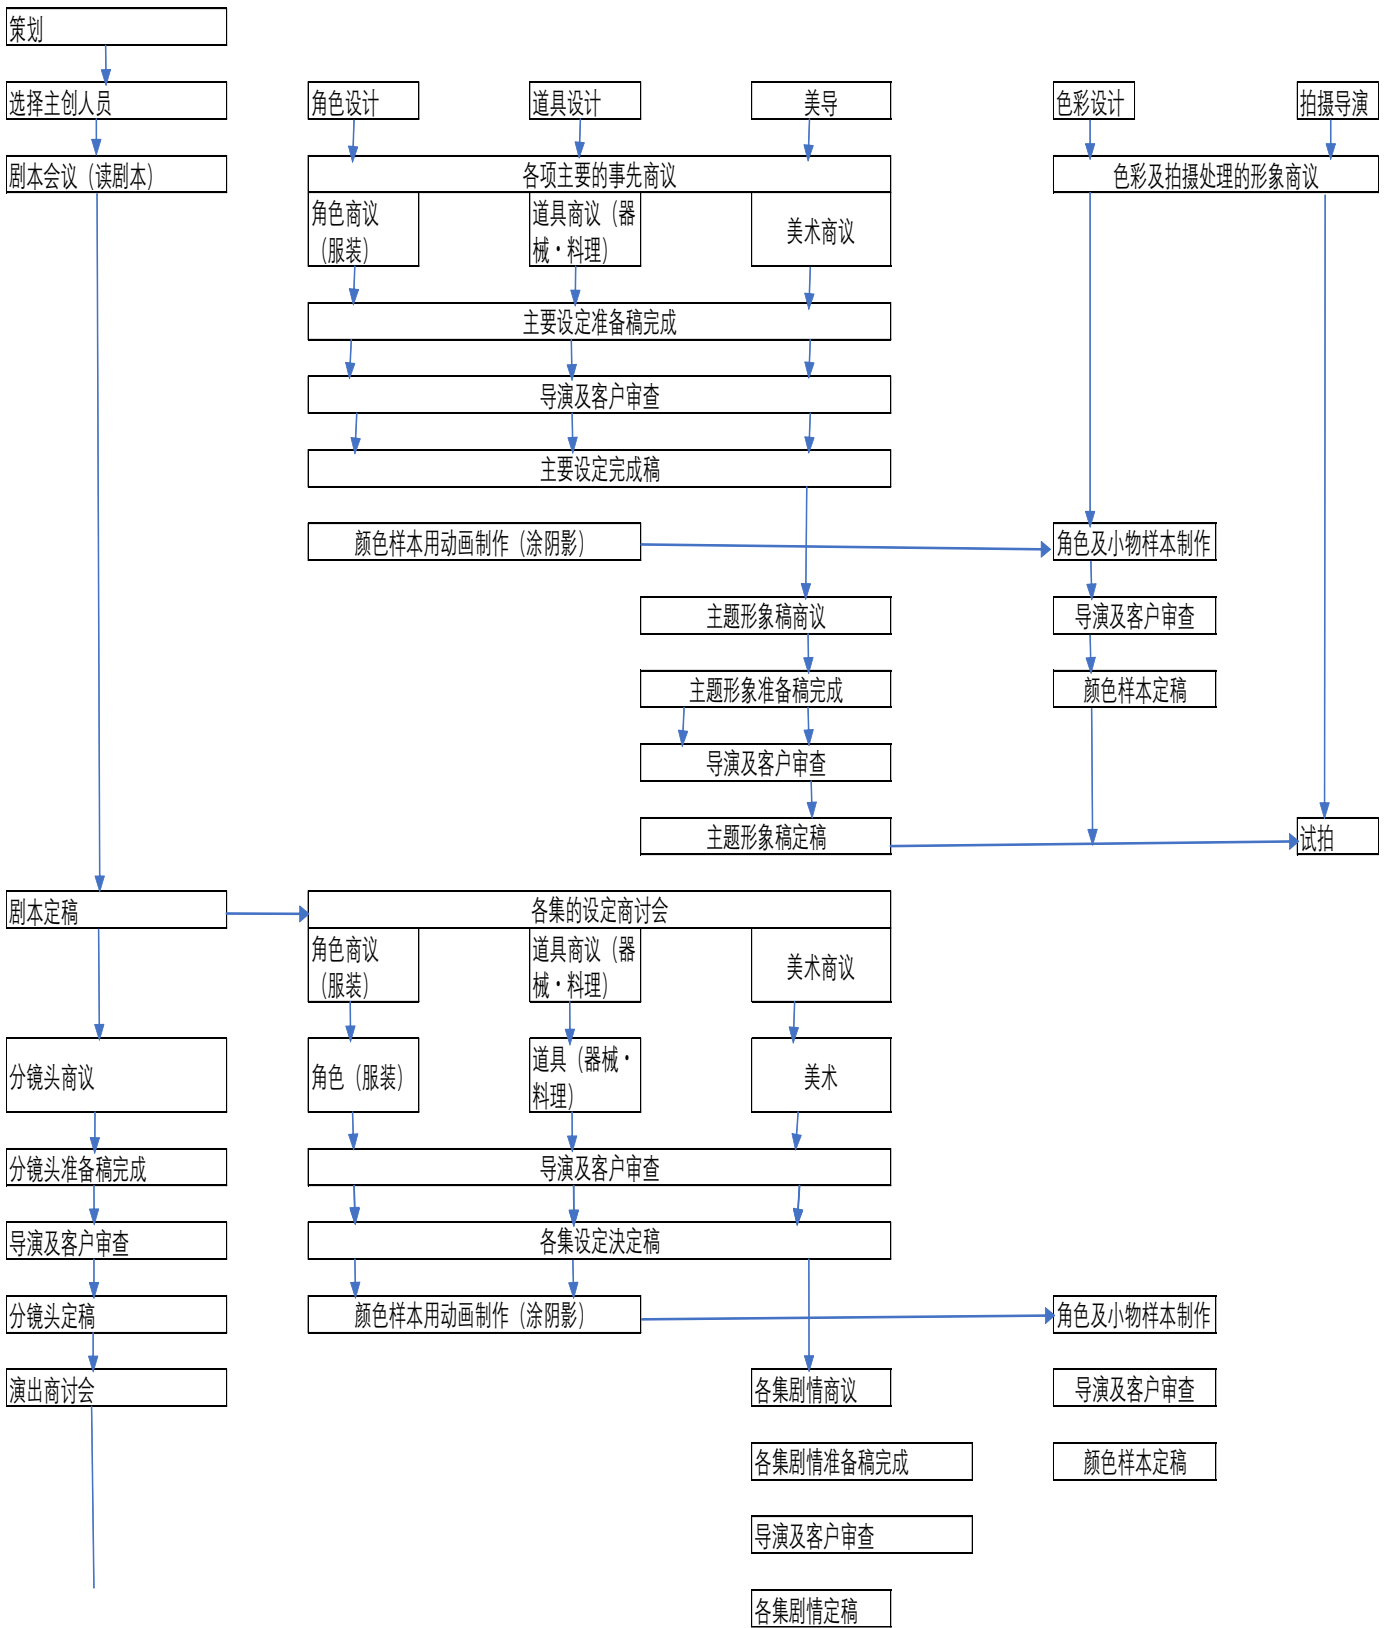 策划
选择主创人员
角色设计
道具设计
美导
色彩设计
拍摄导演
剧本会议（读剧本）
各项主要的事先商议
色彩及拍摄处理的形象商议
角色商议
（服装）
道具商议（器
械・料理）
美术商议
主要设定准备稿完成
导演及客户审查
主要设定完成稿
颜色样本用动画制作（涂阴影）
角色及小物样本制作
主题形象稿商议
导演及客户审查
主题形象准备稿完成
颜色样本定稿
导演及客户审查
主题形象稿定稿
试拍
剧本定稿
各集的设定商讨会
角色商议
（服装）
道具商议（器
械・料理）
美术商议
分镜头商议
角色（服装）
道具（器械・
料理）
美术
分镜头准备稿完成
导演及客户审查
导演及客户审查
各集设定决定稿
分镜头定稿
颜色样本用动画制作（涂阴影）
角色及小物样本制作
演出商讨会
各集剧情商议
导演及客户审查
各集剧情准备稿完成
颜色样本定稿
导演及客户审查
各集剧情定稿